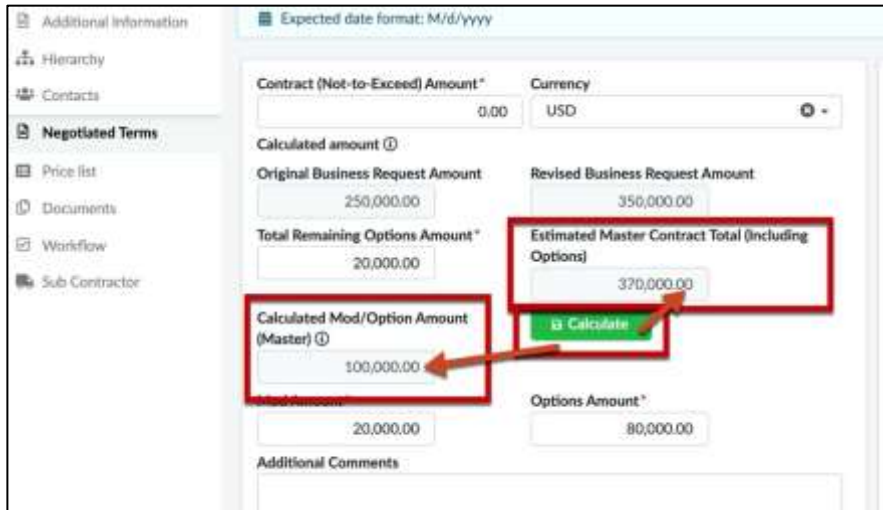 Additional Information
Expected date format: M/d/yyyy
Hierarchy
Contacts
Negotiated Terms
Price list
Documents
Workflow
Sub Contractor
Contract (Not-to-Exceed) Amount* Currency
0.00 USD
Calculated amount
Original Business Request Amount Revised Business Request Amount
250,000.00 350,000.00
Total Remaining Options Amount* Estimated Master Contract Total (Including
Options)
20,000.00
370,000.00
Calculated Mod/Option Amount
(Master)
Calculate
100,000.00
Mod Amount* Options Amount*
20,000.00 80,000.00
Additional Comments